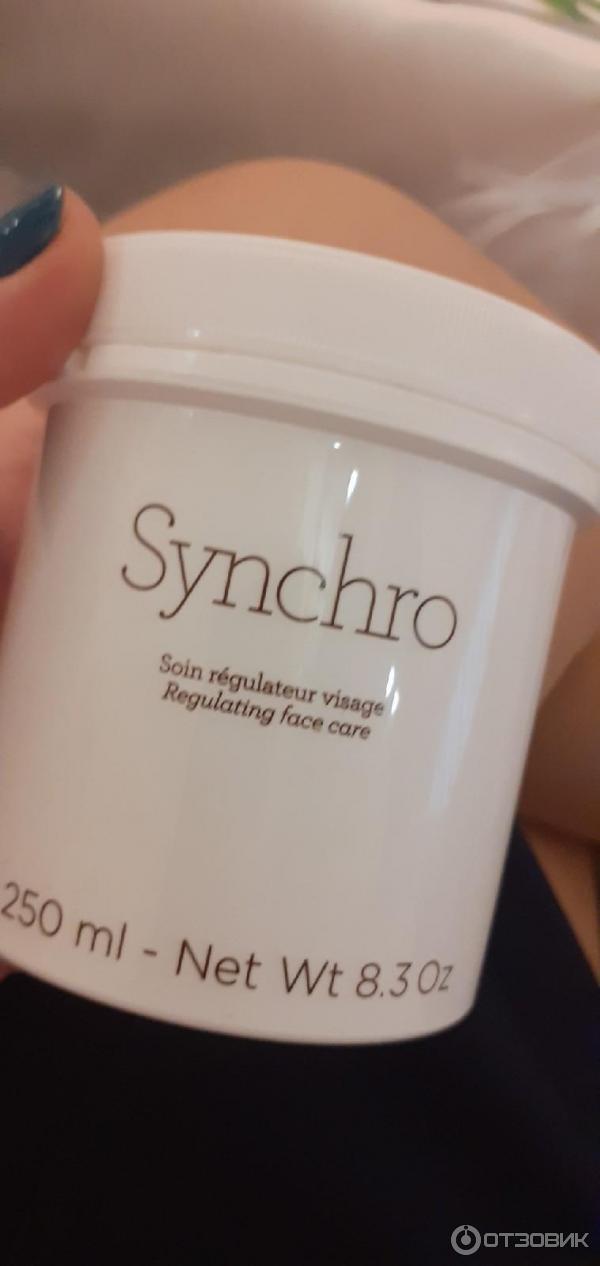 Synchro
Soin régulateur visage
Regulating face care
250 ml - Net Wt 8.3 Oz
ОТЗОВИК